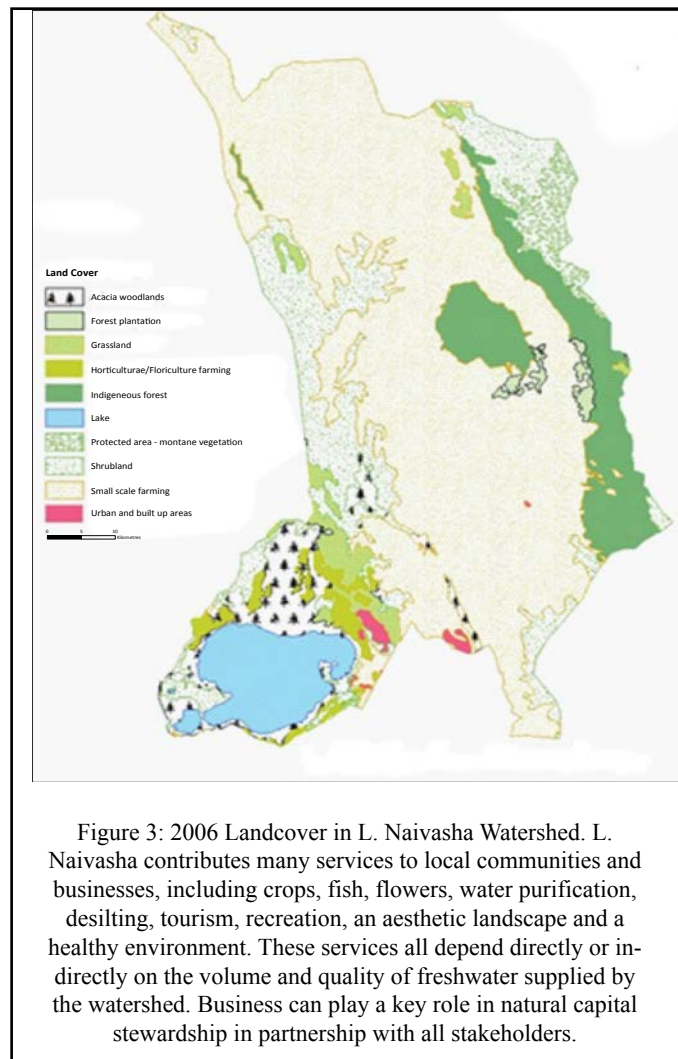 Land Cover
Acacia woodlands
Forest plantation
Grassland
Horticulturae/Floriculture farming
Indigeneous forest
Lake
Protected area - montane vegetation
Shrubland
Small scale farming
Urban and built up areas
0 5 10
Kilometres
Figure 3: 2006 Landcover in L. Naivasha Watershed. L.
Naivasha contributes many services to local communities and
businesses, including crops, fish, flowers, water purification,
desilting, tourism, recreation, an aesthetic landscape and a
healthy environment. These services all depend directly or in-
directly on the volume and quality of freshwater supplied by
the watershed. Business can play a key role in natural capital
stewardship in partnership with all stakeholders.